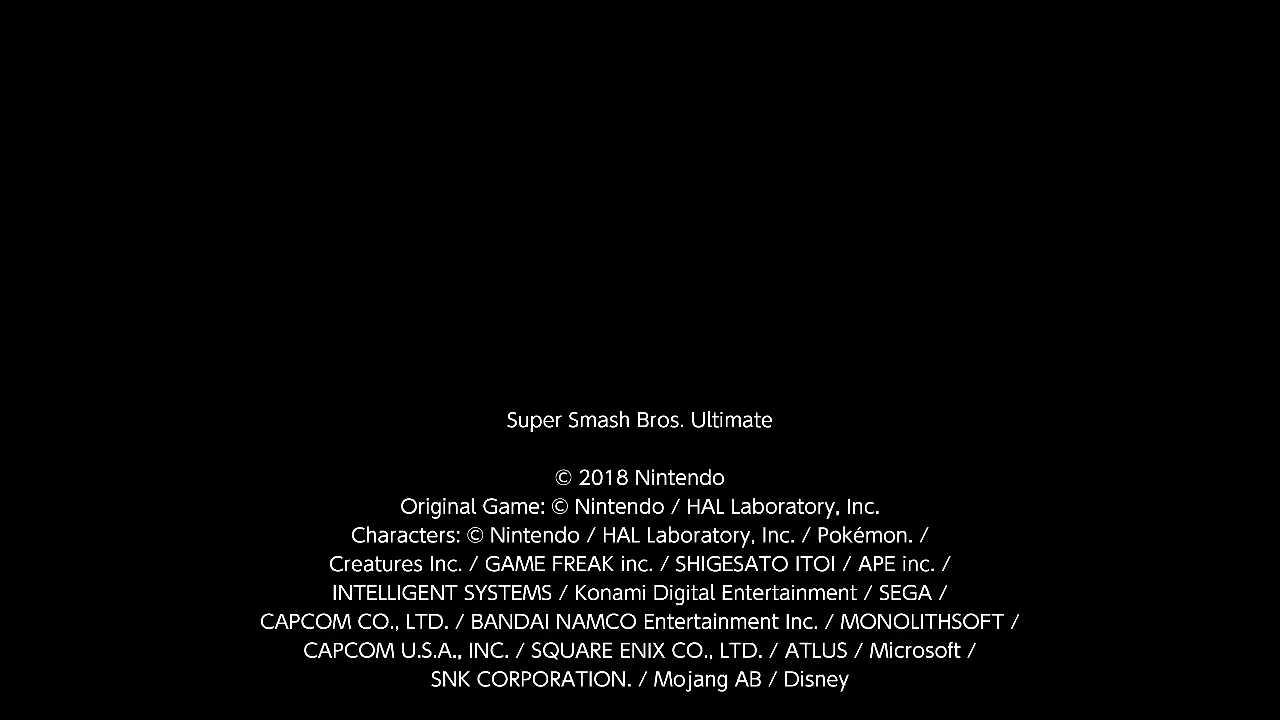 Super Smash Bros. Ultimate
© 2018 Nintendo
Original Game: © Nintendo / HAL Laboratory, Inc.
Characters: © Nintendo / HAL Laboratory, Inc. / Pokémon. /
Creatures Inc. / GAME FREAK inc. / SHIGESATO ITOI / APE inc. /
INTELLIGENT SYSTEMS / Konami Digital Entertainment / SEGA /
CAPCOM CO., LTD. / BANDAI NAMCO Entertainment Inc. / MONOLITHSOFT /
CAPCOM U.S.A., INC. / SQUARE ENIX CO., LTD. / ATLUS / Microsoft /
SNK CORPORATION. / Mojang AB / Disney